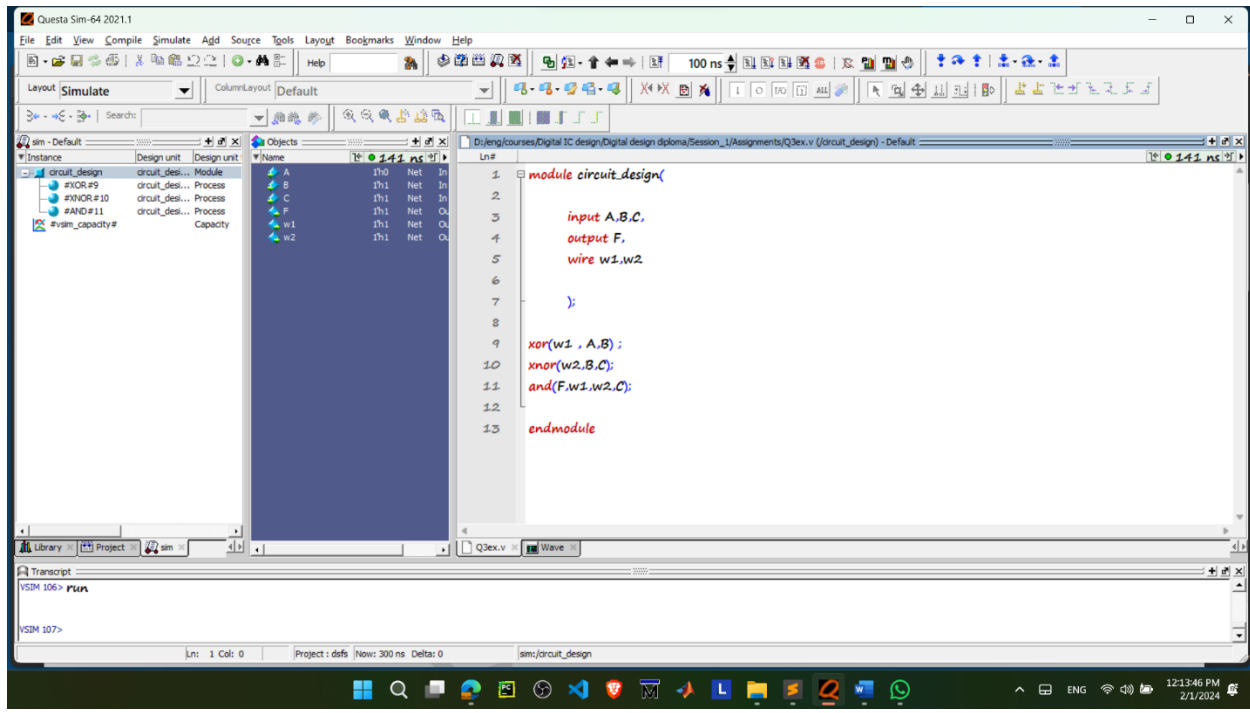 Questa Sim-64 2021.1
File Edit View Compile Simulate Add Source Tools Layout Bookmarks Window Help
Help 100 ns
Layout Simulate ColumnLayout Default ALL
Search:
sim - Default
Instance Design unit Design unit
circuit_design circuit_desi... Module
#XOR#9 circuit_desi... Process
#XNOR#10 circuit_desi... Process
#AND#11 circuit_desi... Process
#vsim_capacity# Capacity
Objects
Name 141 ns
A 1'h0 Net In
B 1'h1 Net In
C 1'h1 Net In
F 1'h1 Net Ou
w1 1'h1 Net Ou
w2 1'h1 Net Ou
D:/eng/courses/Digital IC design/Digital design diploma/Session_1/Assignments/Q3ex.v (/circuit_design) - Default
Ln# 141 ns
1 module circuit_design(
2
3 input A,B,C,
4 output F,
5 wire w1,w2
6
7 );
8
9 xor(w1 , A,B) ;
10 xnor(w2,B,C);
11 and(F,w1,w2,C);
12
13 endmodule
Library Project sim
Q3ex.v Wave
Transcript
VSIM 106> run
VSIM 107>
Ln: 1 Col: 0 Project : dsfs Now: 300 ns Delta: 0 sim:/circuit_design
ENG 12:13:46 PM
2/1/2024